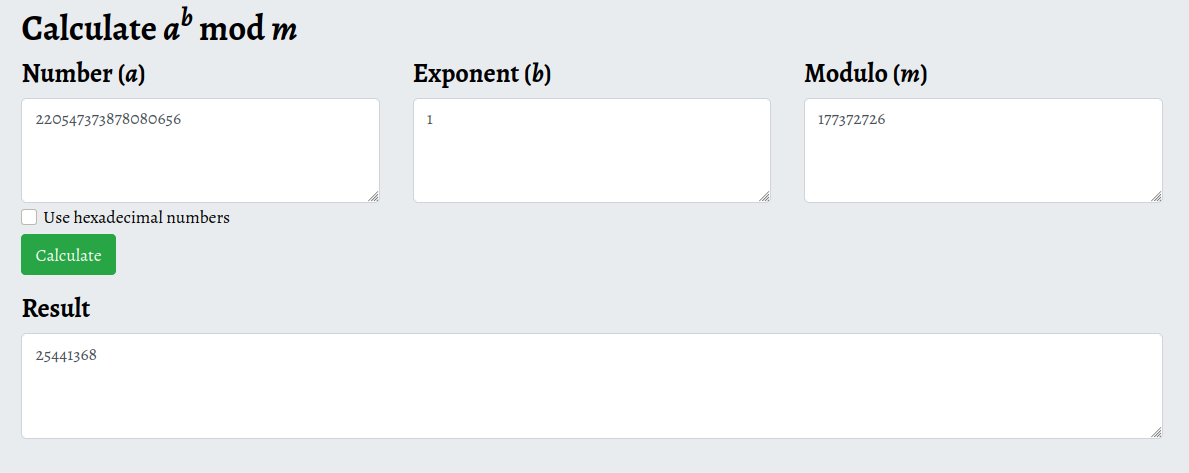 Calculate a^b mod m
Number (a) Exponent (b) Modulo (m)
220547373878080656 1 177372726
Use hexadecimal numbers
Calculate
Result
25441368